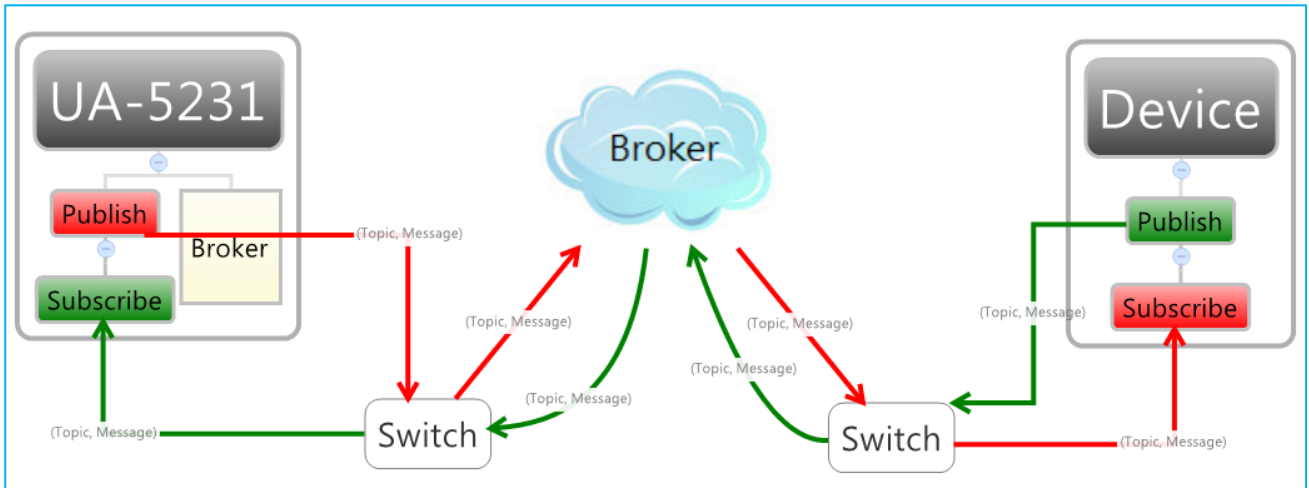 UA-5231
Publish
Broker
Subscribe
(Topic, Message)
(Topic, Message)
(Topic, Message)
(Topic, Message)
Switch
Broker
(Topic, Message)
(Topic, Message)
(Topic, Message)
(Topic, Message)
Switch
Device
Publish
Subscribe